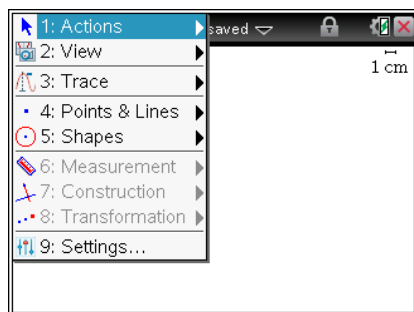 1: Actions
saved
2: View
1 cm
3: Trace
4: Points & Lines
5: Shapes
6: Measurement
7: Construction
8: Transformation
9: Settings...